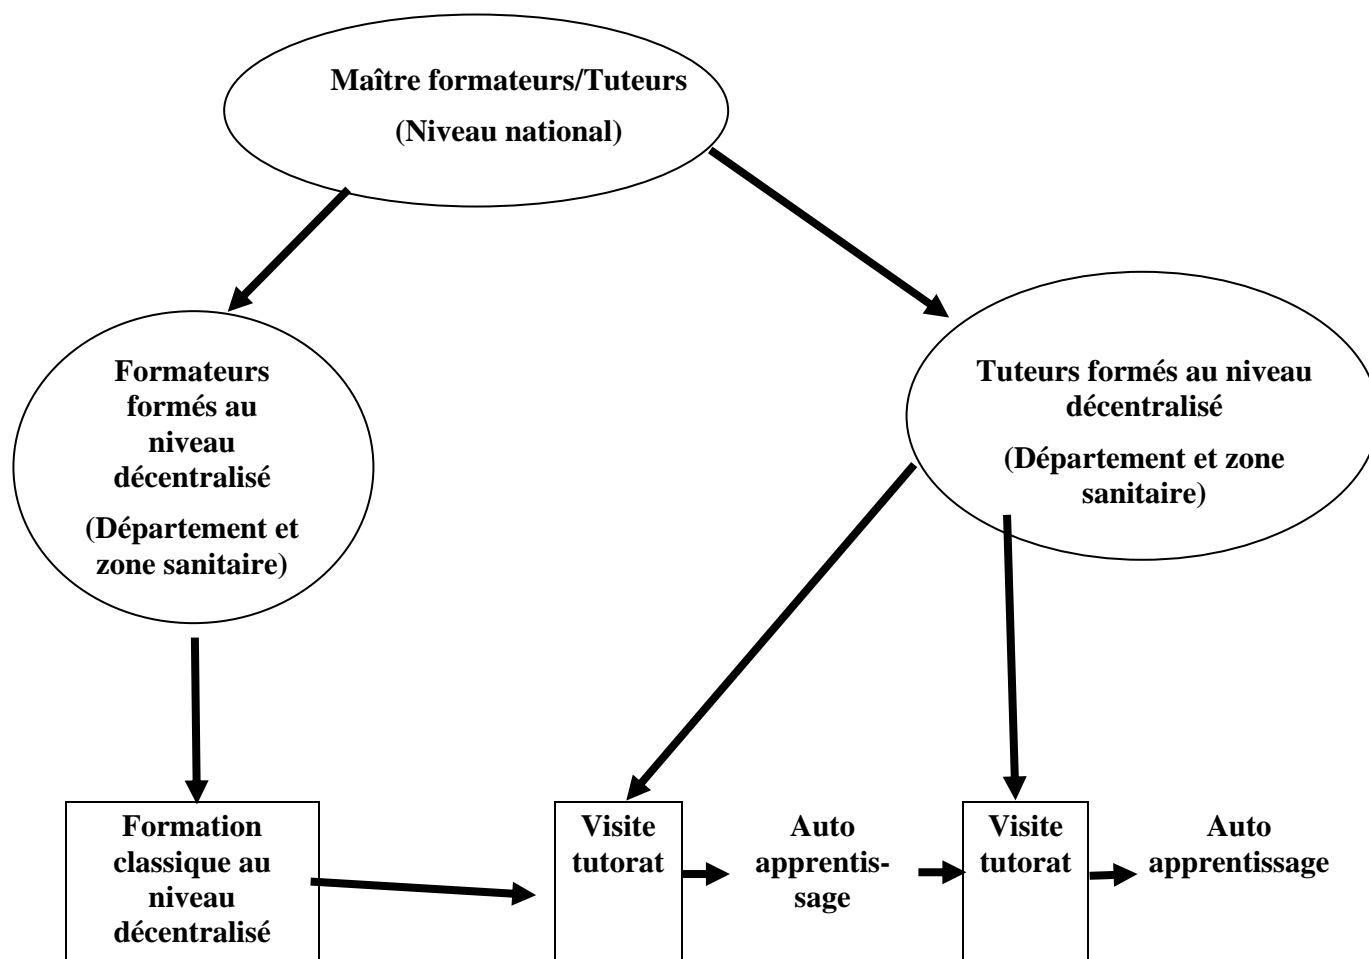 Maître formateurs/Tuteurs
(Niveau national)
Formateurs
formés au
niveau
décentralisé
(Département et
zone sanitaire)
Tuteurs formés au niveau
décentralisé
(Département et zone
sanitaire)
Formation
classique au
niveau
décentralisé
Visite
tutorat
Auto
apprentis-
sage
Visite
tutorat
Auto
apprentissage